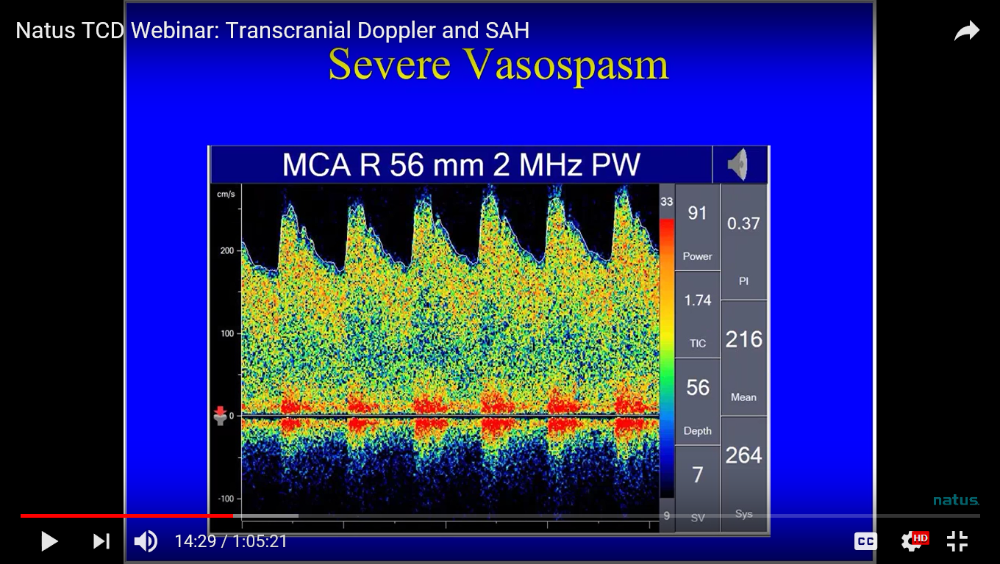 Natus TCD Webinar: Transcranial Doppler and SAH
Severe Vasospasm
MCA R 56 mm 2 MHz PW
cm/s
200
100
0
-100
33
9
91
Power
1.74
TIC
56
Depth
7
SV
0.37
PI
216
Mean
264
Sys
natus.
14:29 / 1:05:21
CC
HD